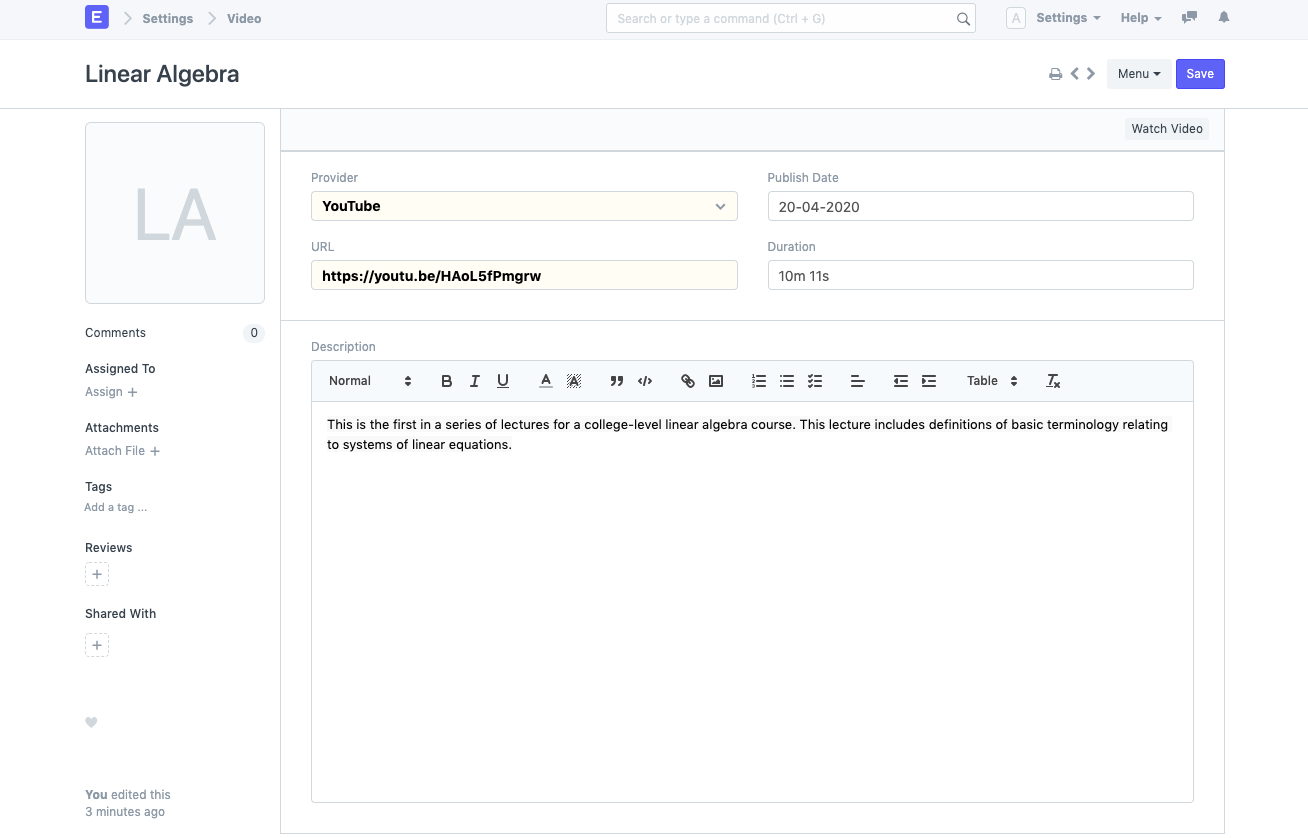 E Settings Video
Search or type a command (Ctrl + G)
A Settings Help
Linear Algebra
Menu Save
LA
Watch Video
Provider
YouTube
Publish Date
20-04-2020
URL
https://youtu.be/HAoL5fPmgrw
Duration
10m 11s
Comments 0
Assigned To
Assign +
Attachments
Attach File +
Tags
Add a tag ...
Reviews
+
Shared With
+
You edited this
3 minutes ago
Description
Normal B I U A A Table
This is the first in a series of lectures for a college-level linear algebra course. This lecture includes definitions of basic terminology relating
to systems of linear equations.